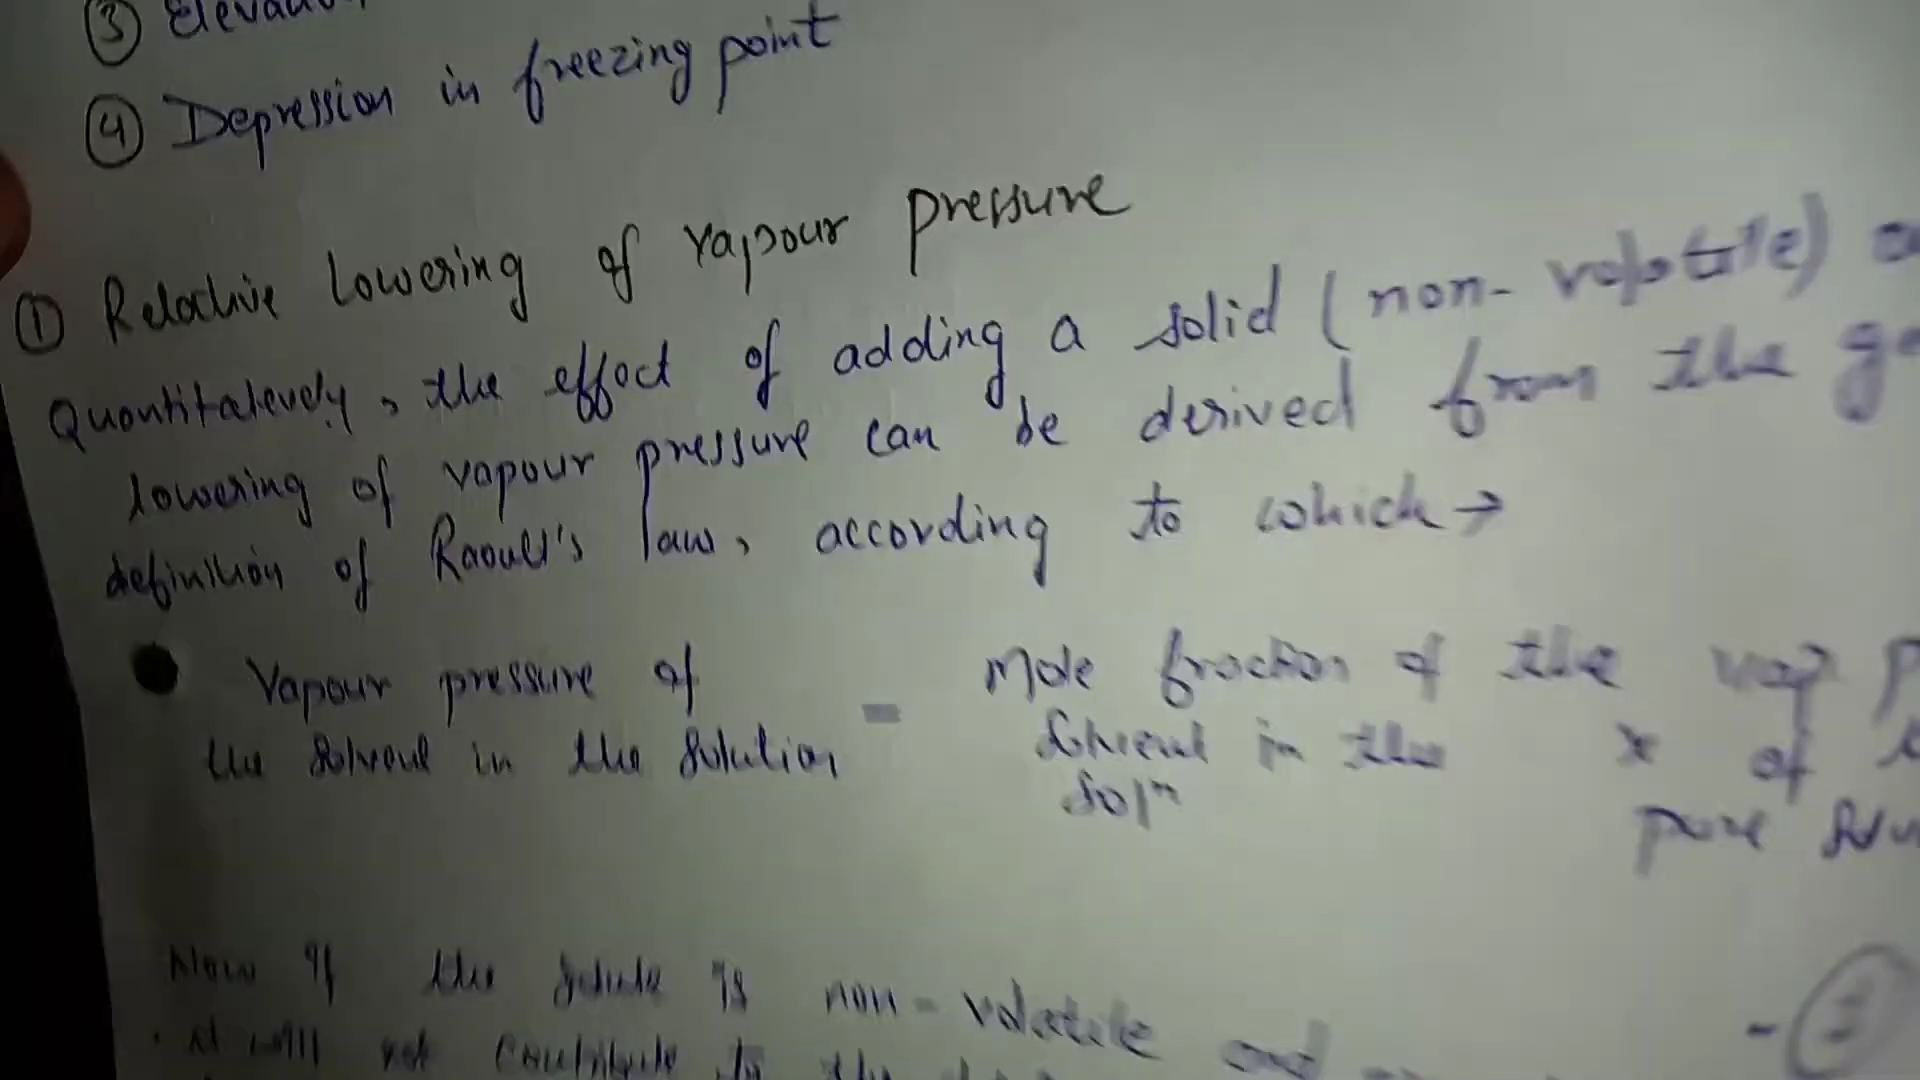 ③
④ Depression in freezing point
① Relative Lowering of vapour pressure
Quantitatevely, the effect of adding a solid (non-volatile)
lowering of vapour pressure can be derived from the
definition of Raoult's law, according to which →
Vapour pressure of = Mole fraction of the vap
the solvent in the solution solvent in the x of
solⁿ pure
Now if the solute is non-volatile and
it will not contribute to the